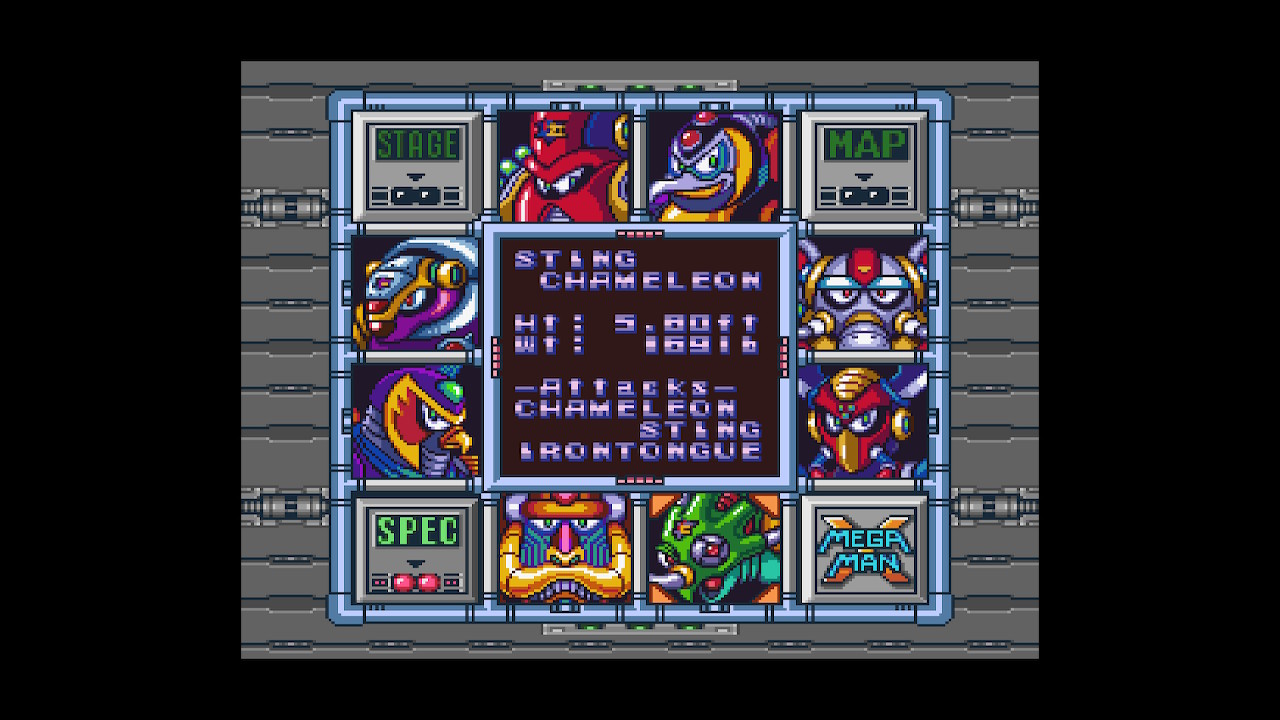 STAGE
MAP
STING
CHAMELEON
Ht: 5.80ft
Wt: 169lb
-Attacks-
CHAMELEON
STING
IRONTONGUE
SPEC
MEGA
MAN
X